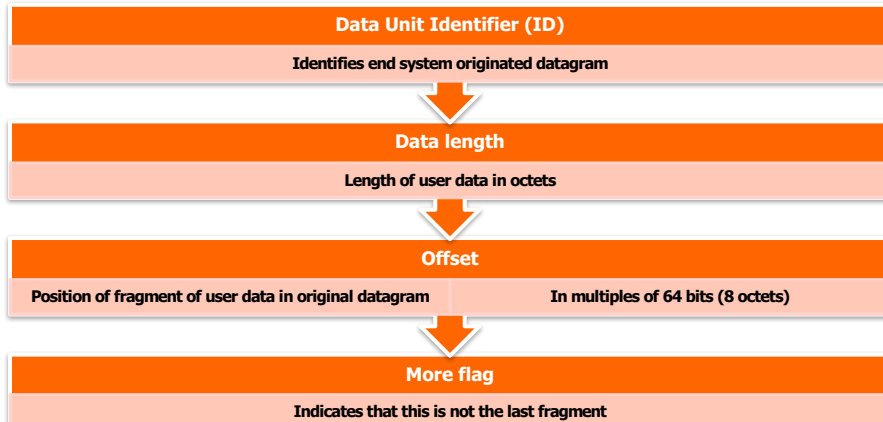 Data Unit Identifier (ID)
Identifies end system originated datagram
Data length
Length of user data in octets
Offset
Position of fragment of user data in original datagram
In multiples of 64 bits (8 octets)
More flag
Indicates that this is not the last fragment